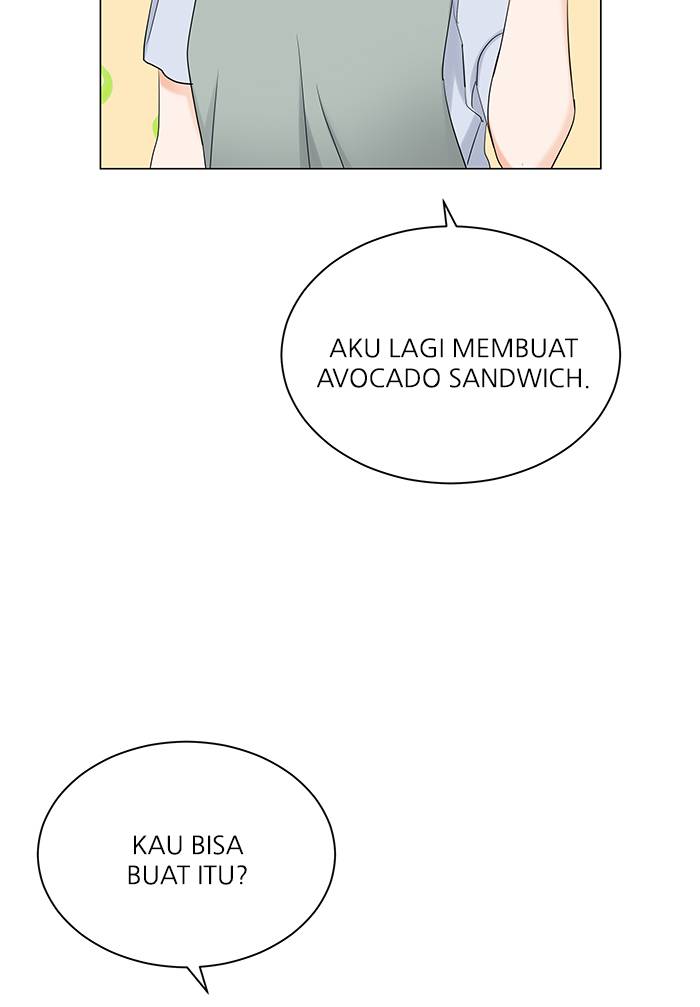 AKU LAGI MEMBUAT
AVOCADO SANDWICH.
KAU BISA
BUAT ITU?